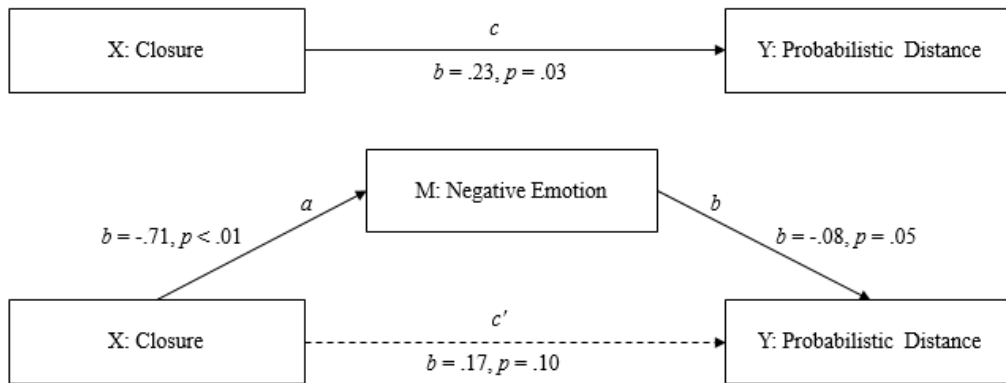 c
X: Closure
Y: Probabilistic Distance
b = .23, p = .03
M: Negative Emotion
a
b
b = -.71, p < .01
b = -.08, p = .05
c'
X: Closure
Y: Probabilistic Distance
b = .17, p = .10